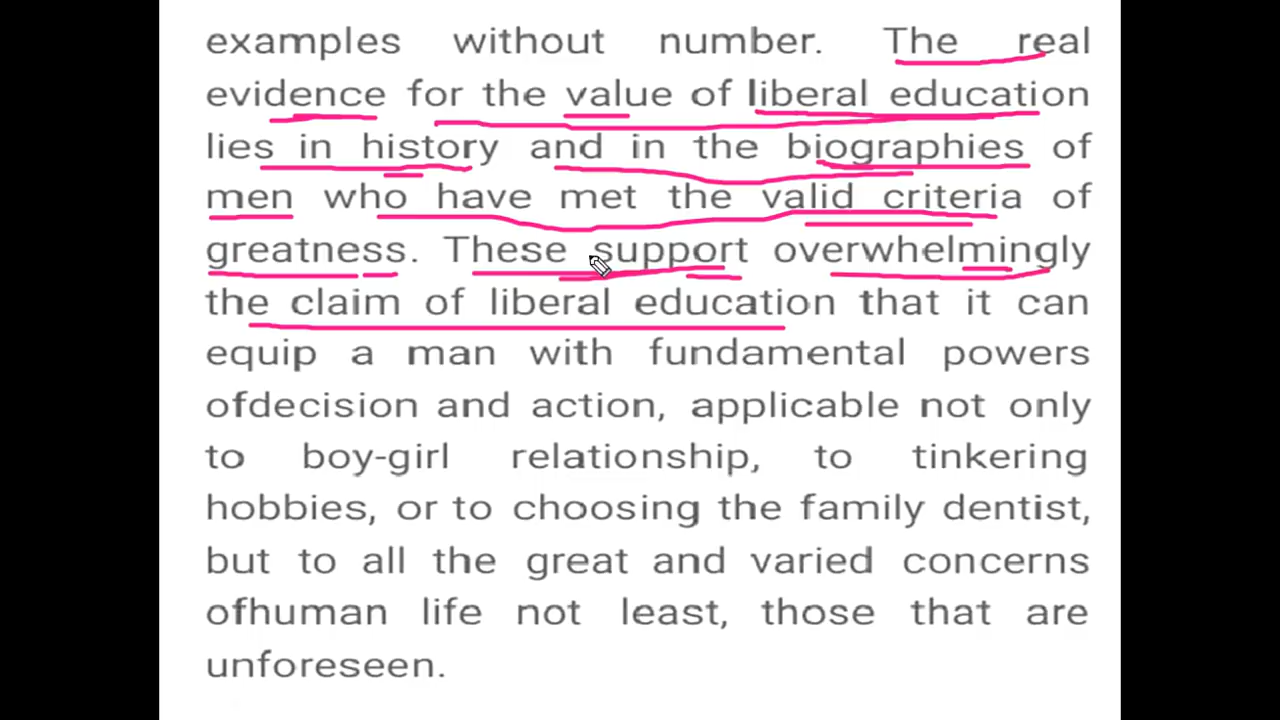 examples without number. The real
evidence for the value of liberal education
lies in history and in the biographies of
men who have met the valid criteria of
greatness. These support overwhelmingly
the claim of liberal education that it can
equip a man with fundamental powers
ofdecision and action, applicable not only
to boy-girl relationship, to tinkering
hobbies, or to choosing the family dentist,
but to all the great and varied concerns
ofhuman life not least, those that are
unforeseen.